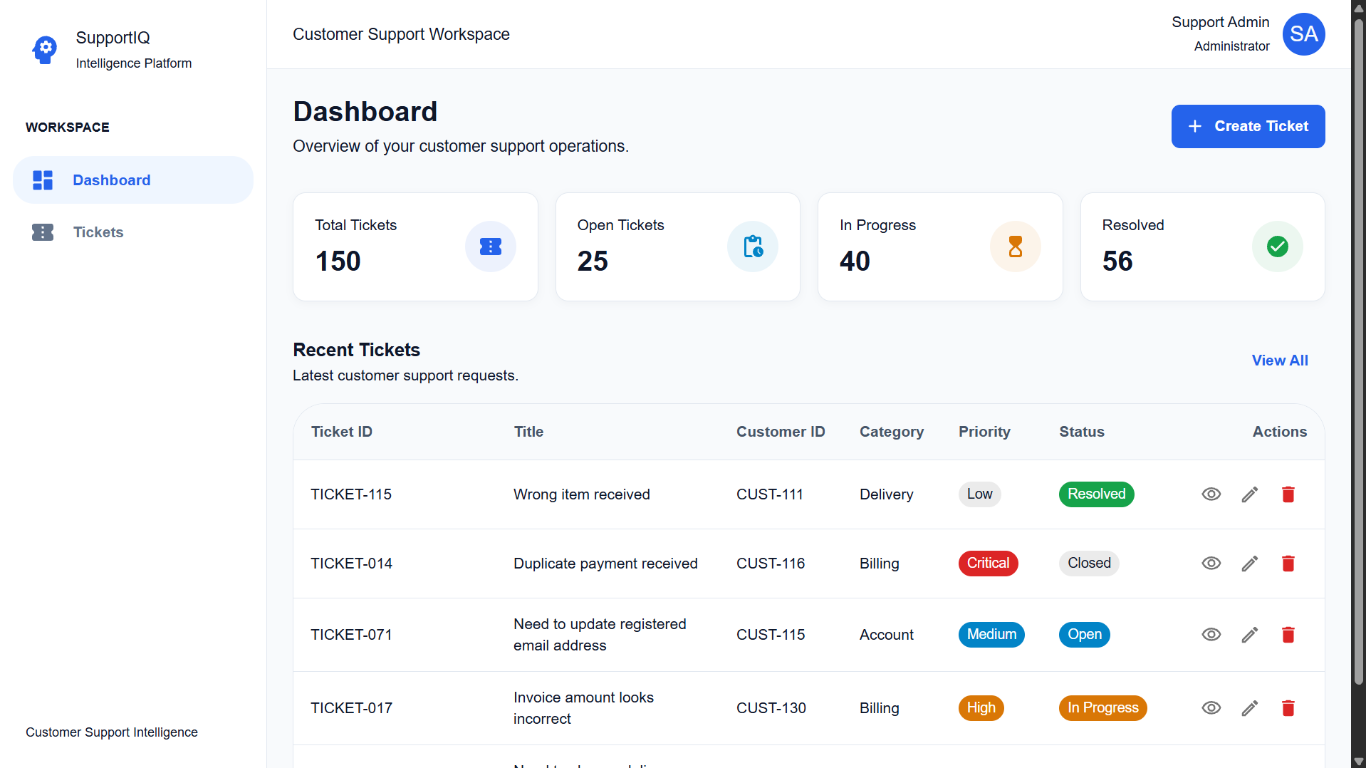 SupportIQ
Intelligence Platform
WORKSPACE
Dashboard
Tickets
Customer Support Intelligence
Customer Support Workspace
Support Admin
Administrator
SA
Dashboard
Overview of your customer support operations.
+ Create Ticket
Total Tickets
150
Open Tickets
25
In Progress
40
Resolved
56
Recent Tickets
Latest customer support requests.
View All
Ticket ID Title Customer ID Category Priority Status Actions
TICKET-115 Wrong item received CUST-111 Delivery Low Resolved
TICKET-014 Duplicate payment received CUST-116 Billing Critical Closed
TICKET-071 Need to update registered email address CUST-115 Account Medium Open
TICKET-017 Invoice amount looks incorrect CUST-130 Billing High In Progress